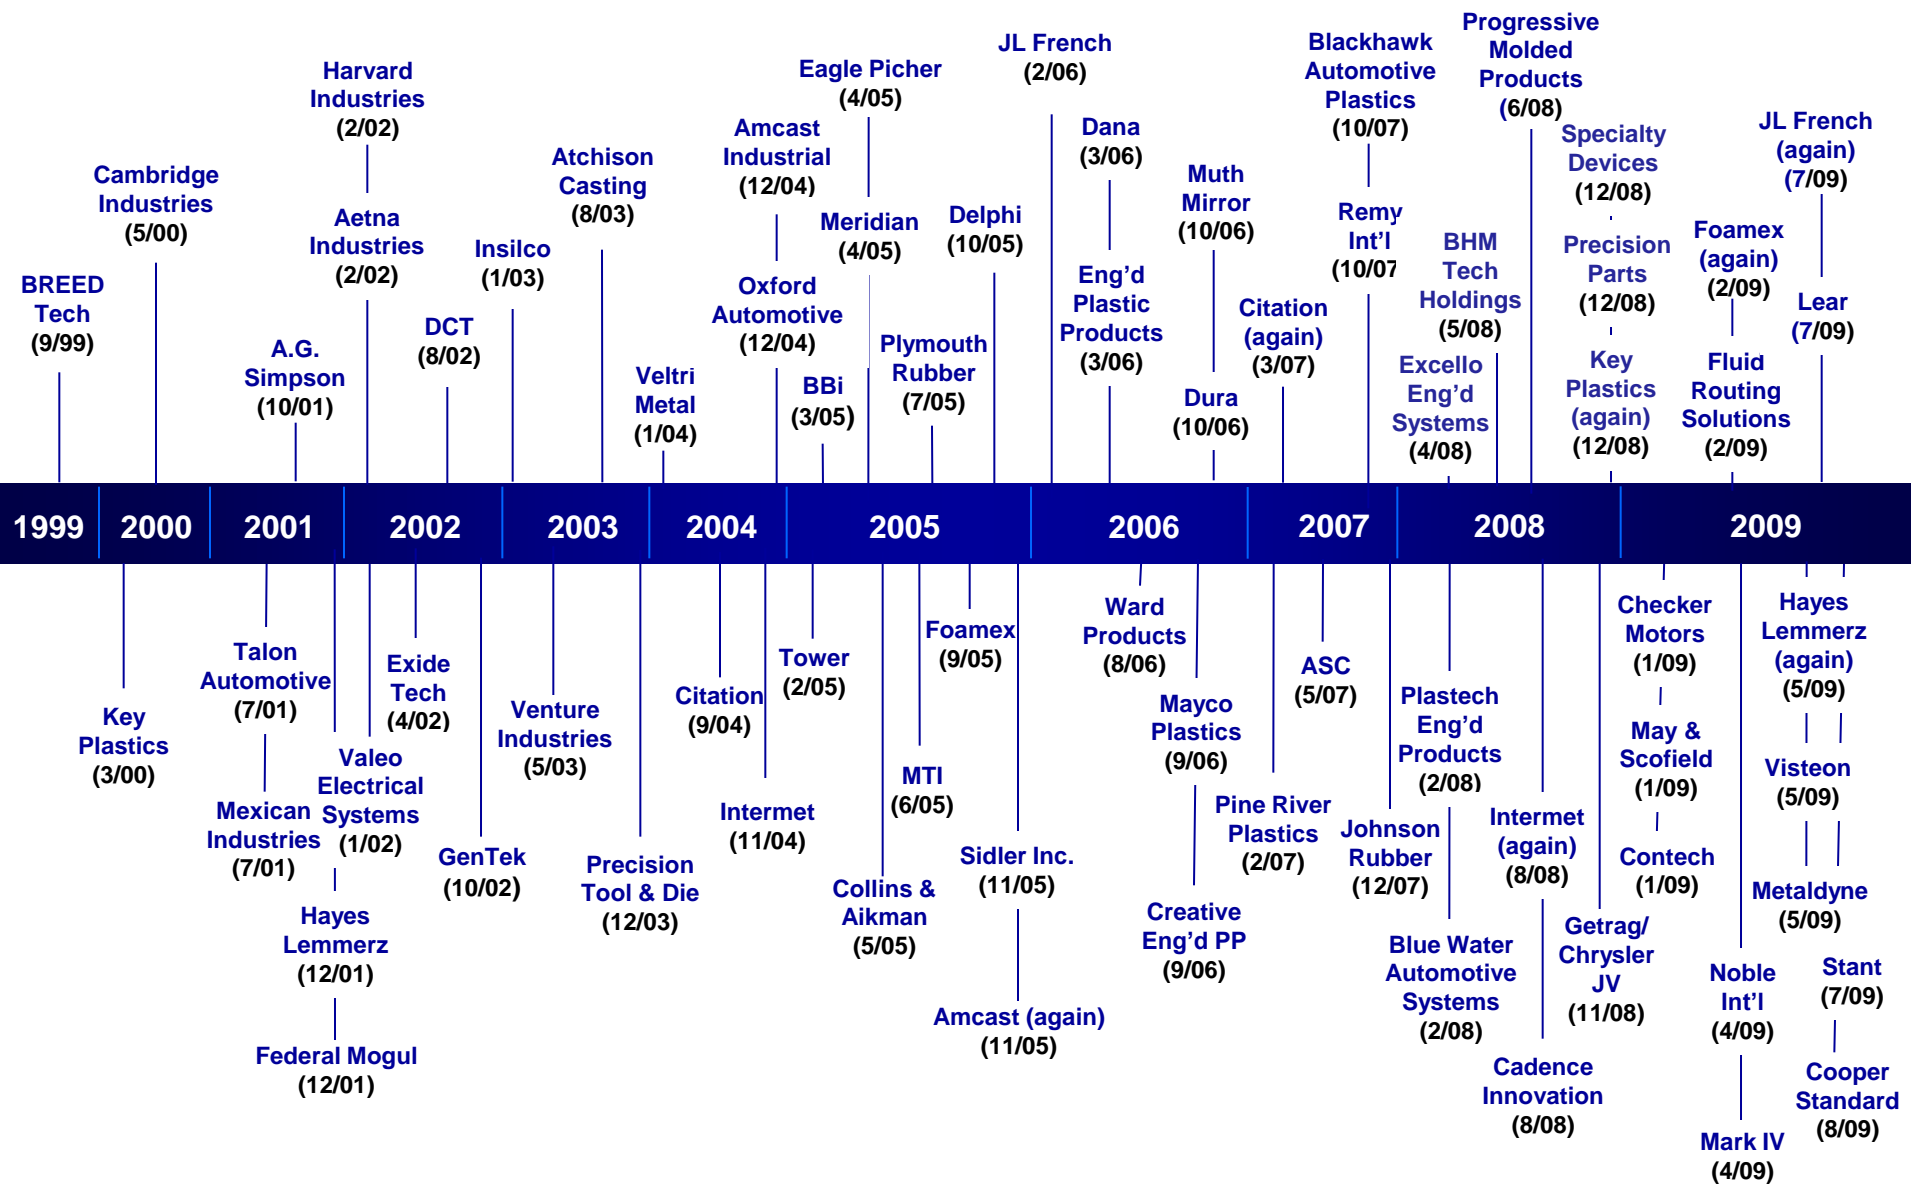 BREED
Tech
(9/99)
Cambridge
Industries
(5/00)
A.G.
Simpson
(10/01)
Harvard
Industries
(2/02)
Aetna
Industries
(2/02)
DCT
(8/02)
Insilco
(1/03)
Atchison
Casting
(8/03)
Veltri
Metal
(1/04)
Amcast
Industrial
(12/04)
Oxford
Automotive
(12/04)
BBi
(3/05)
Eagle Picher
(4/05)
Meridian
(4/05)
Plymouth
Rubber
(7/05)
Delphi
(10/05)
JL French
(2/06)
Dana
(3/06)
Eng'd
Plastic
Products
(3/06)
Muth
Mirror
(10/06)
Dura
(10/06)
Citation
(again)
(3/07)
Blackhawk
Automotive
Plastics
(10/07)
Remy
Int'l
(10/07
Excello
Eng'd
Systems
(4/08)
BHM
Tech
Holdings
(5/08)
Progressive
Molded
Products
(6/08)
Specialty
Devices
(12/08)
Precision
Parts
(12/08)
Key
Plastics
(again)
(12/08)
Foamex
(again)
(2/09)
Fluid
Routing
Solutions
(2/09)
JL French
(again)
(7/09)
Lear
(7/09)
1999 2000 2001 2002 2003 2004 2005 2006 2007 2008 2009
Key
Plastics
(3/00)
Talon
Automotive
(7/01)
Mexican
Industries
(7/01)
Hayes
Lemmerz
(12/01)
Federal Mogul
(12/01)
Valeo
Electrical
Systems
(1/02)
Exide
Tech
(4/02)
GenTek
(10/02)
Venture
Industries
(5/03)
Precision
Tool & Die
(12/03)
Citation
(9/04)
Intermet
(11/04)
Tower
(2/05)
Collins &
Aikman
(5/05)
MTI
(6/05)
Foamex
(9/05)
Sidler Inc.
(11/05)
Amcast (again)
(11/05)
Ward
Products
(8/06)
Mayco
Plastics
(9/06)
Creative
Eng'd PP
(9/06)
Pine River
Plastics
(2/07)
ASC
(5/07)
Johnson
Rubber
(12/07)
Plastech
Eng'd
Products
(2/08)
Blue Water
Automotive
Systems
(2/08)
Intermet
(again)
(8/08)
Cadence
Innovation
(8/08)
Getrag/
Chrysler
JV
(11/08)
Checker
Motors
(1/09)
May &
Scofield
(1/09)
Contech
(1/09)
Noble
Int'l
(4/09)
Mark IV
(4/09)
Hayes
Lemmerz
(again)
(5/09)
Visteon
(5/09)
Metaldyne
(5/09)
Stant
(7/09)
Cooper
Standard
(8/09)